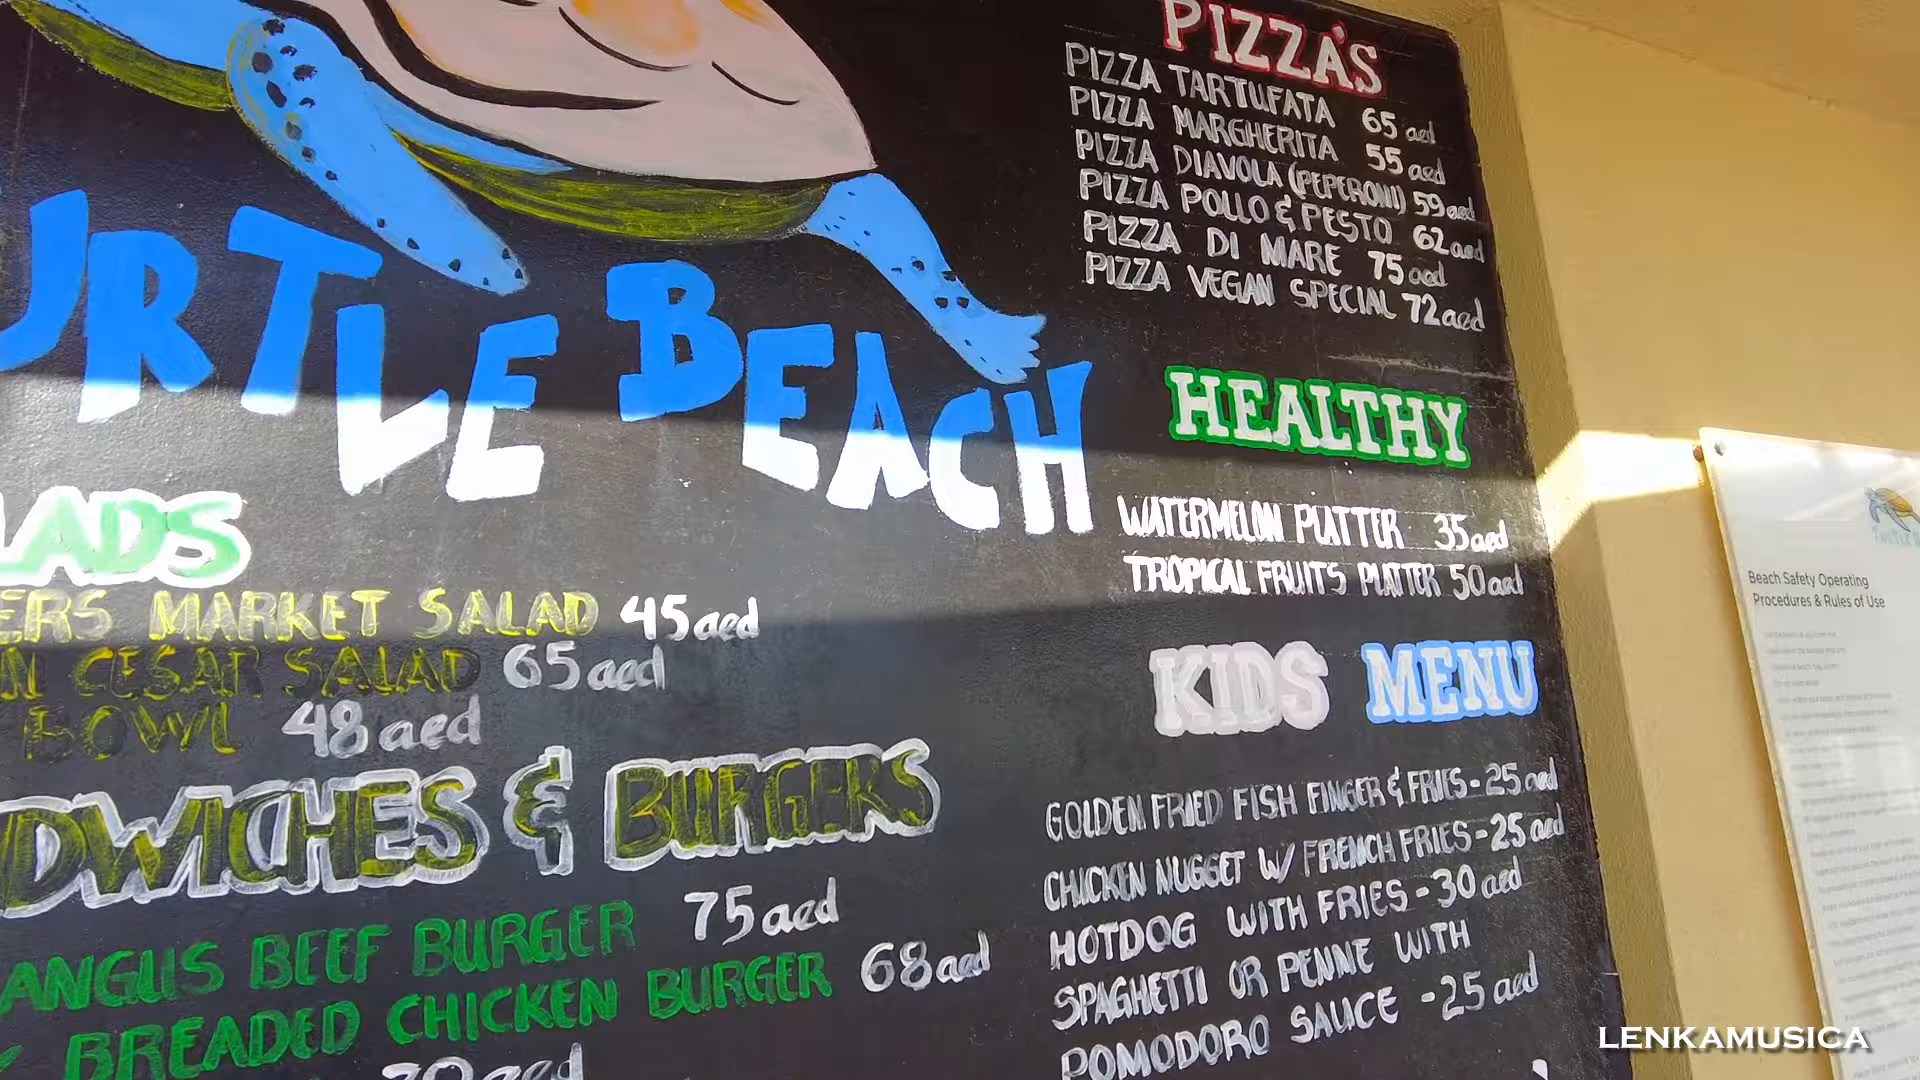 URTLE BEACH
LADS
ERS MARKET SALAD 45 aed
N CESAR SALAD 65 aed
BOWL 48 aed
DWICHES & BURGERS
ANGUS BEEF BURGER 75 aed
BREADED CHICKEN BURGER 68 aed
70 aed
PIZZA'S
PIZZA TARTUFATA 65 aed
PIZZA MARGHERITA 55 aed
PIZZA DIAVOLA (PEPERONI) 59 aed
PIZZA POLLO & PESTO 62 aed
PIZZA DI MARE 75 aed
PIZZA VEGAN SPECIAL 72 aed
HEALTHY
WATERMELON PLATTER 35 aed
TROPICAL FRUITS PLATTER 50 aed
KIDS MENU
GOLDEN FRIED FISH FINGER & FRIES - 25 aed
CHICKEN NUGGET W/ FRENCH FRIES - 25 aed
HOTDOG WITH FRIES - 30 aed
SPAGHETTI OR PENNE WITH
POMODORO SAUCE - 25 aed
Beach Safety Operating
Procedures & Rules of Use
LENKAMUSICA